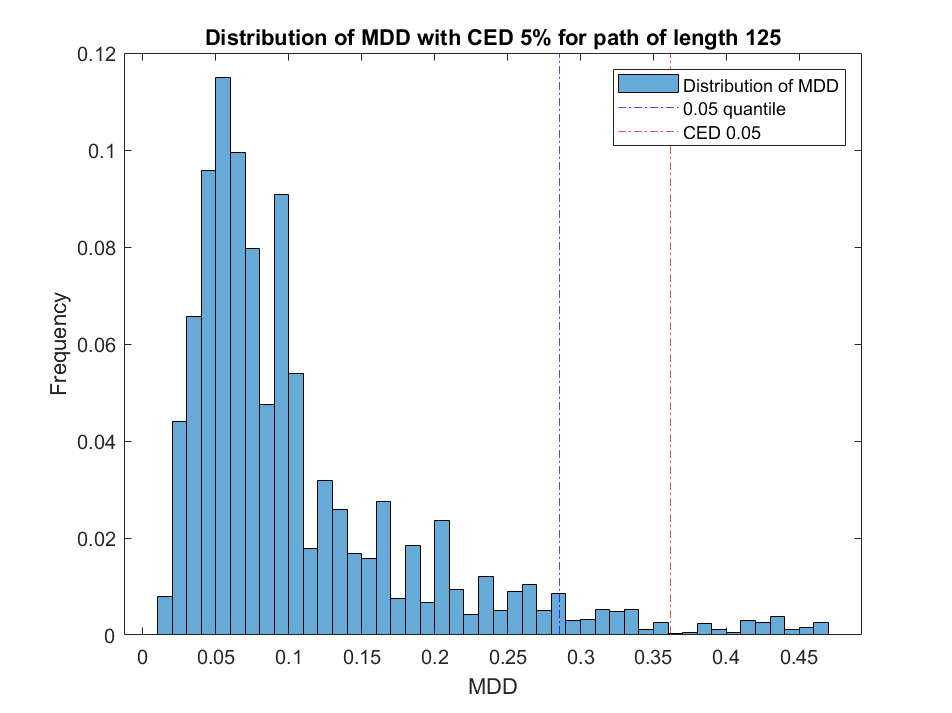 Distribution of MDD with CED 5% for path of length 125
0.12
0.1
0.08
0.06
0.04
0.02
0
Frequency
Distribution of MDD
0.05 quantile
CED 0.05
0 0.05 0.1 0.15 0.2 0.25 0.3 0.35 0.4 0.45
MDD